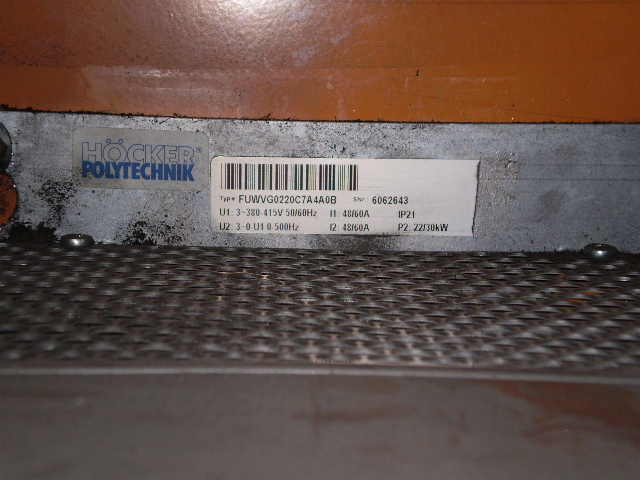 HÖCKER
POLYTECHNIK
Type FUWVG0220C7A4A0B SNr. 6062643
U1: 3~380-415V 50/60Hz I1: 48/60A IP21
U2: 3~0 U1 0-500Hz I2: 48/60A P2: 22/30kW